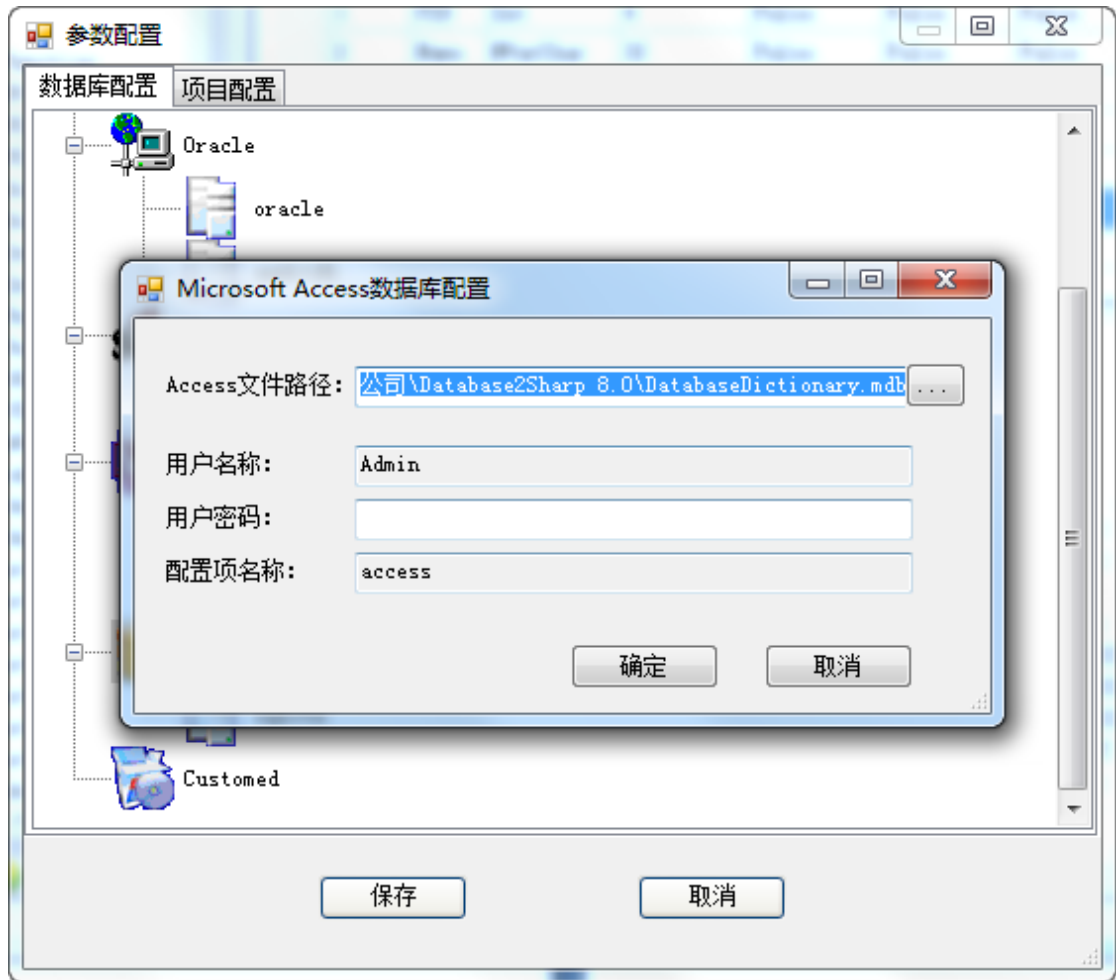 参数配置
数据库配置 项目配置
Oracle
oracle
Microsoft Access数据库配置
Access文件路径: 公司\Database2Sharp 8.0\DatabaseDictionary.mdb ...
用户名称: Admin
用户密码:
配置项名称: access
确定 取消
Customed
保存 取消